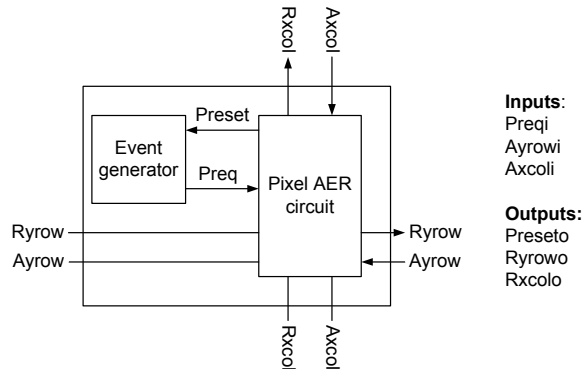 Rxcol
Axcol
Preset
Event
generator
Preq
Pixel AER
circuit
Ryrow
Ryrow
Ayrow
Ayrow
Rxcol
Axcol
Inputs:
Preqi
Ayrowi
Axcoli
Outputs:
Preseto
Ryrowo
Rxcolo